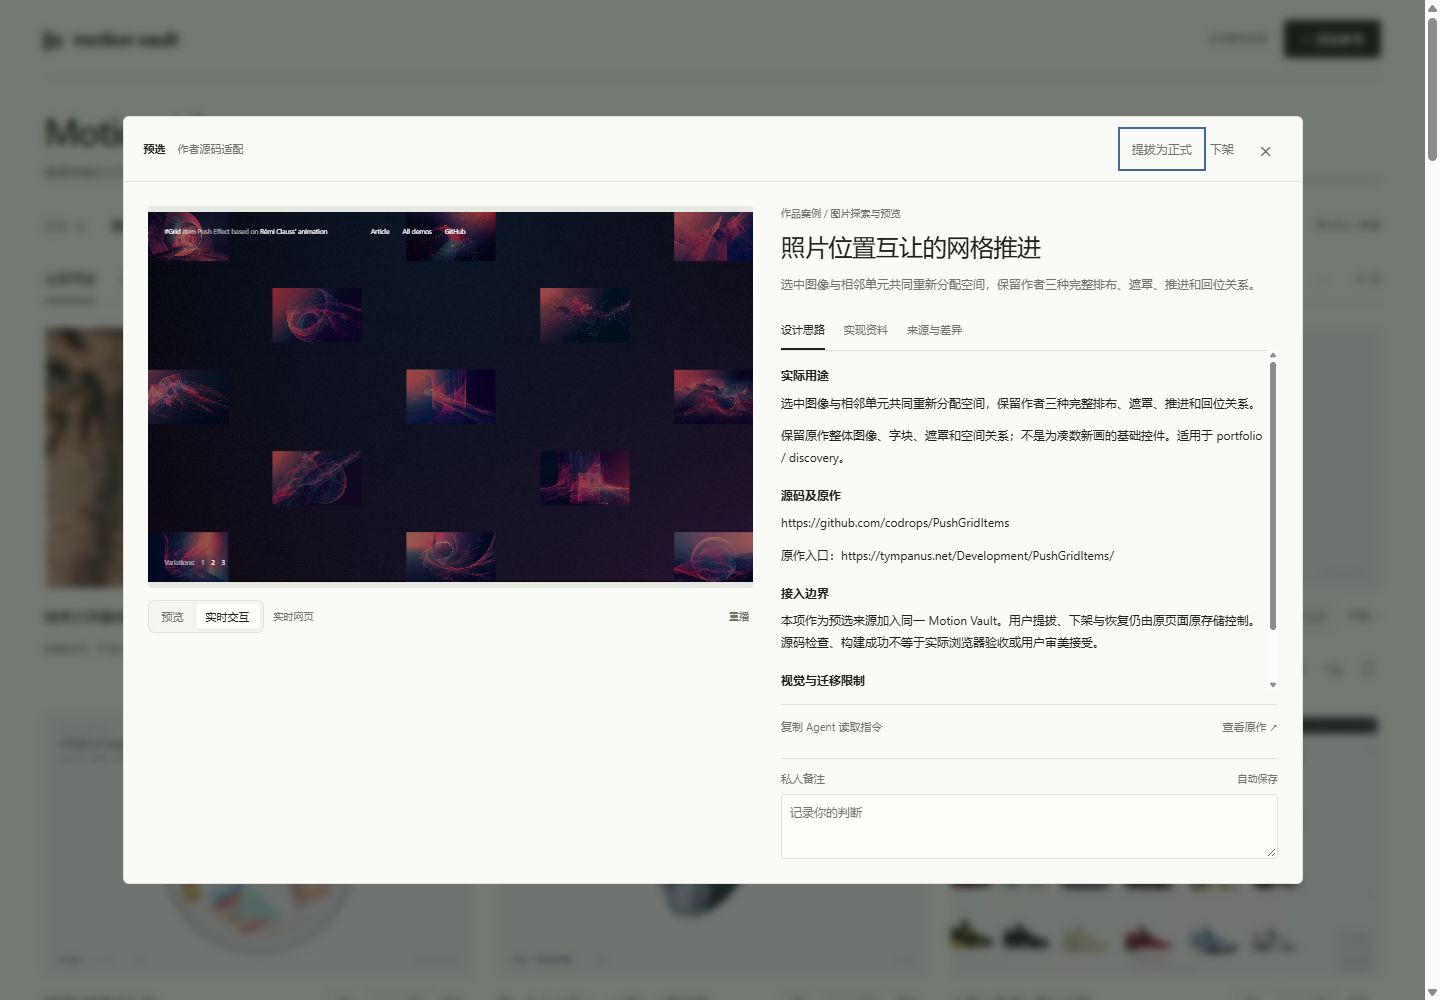 motion vault
预选 作者源码适配 提拔为正式 下架 ×
#Grid Item Push Effect based on Rémi Clauss' animation Article All demos GitHub
Variations: 1 2 3
预览 实时交互 实时网页 重播
作品案例 / 图片探索与预览
照片位置互让的网格推进
选中图像与相邻单元共同重新分配空间，保留作者三种完整排布、遮罩、推进和回位关系。
设计思路 实现资料 来源与差异
实际用途
选中图像与相邻单元共同重新分配空间，保留作者三种完整排布、遮罩、推进和回位关系。
保留原作整体图像、字块、遮罩和空间关系；不是为凑数新画的基础控件。适用于 portfolio
/ discovery。
源码及原作
https://github.com/codrops/PushGridItems
原作入口：https://tympanus.net/Development/PushGridItems/
接入边界
本项作为预选来源加入同一 Motion Vault。用户提拔、下架与恢复仍由原页面原存储控制。
源码检查、构建成功不等于实际浏览器验收或用户审美接受。
视觉与迁移限制
复制 Agent 读取指令 查看原作 ↗
私人备注 自动保存
记录你的判断